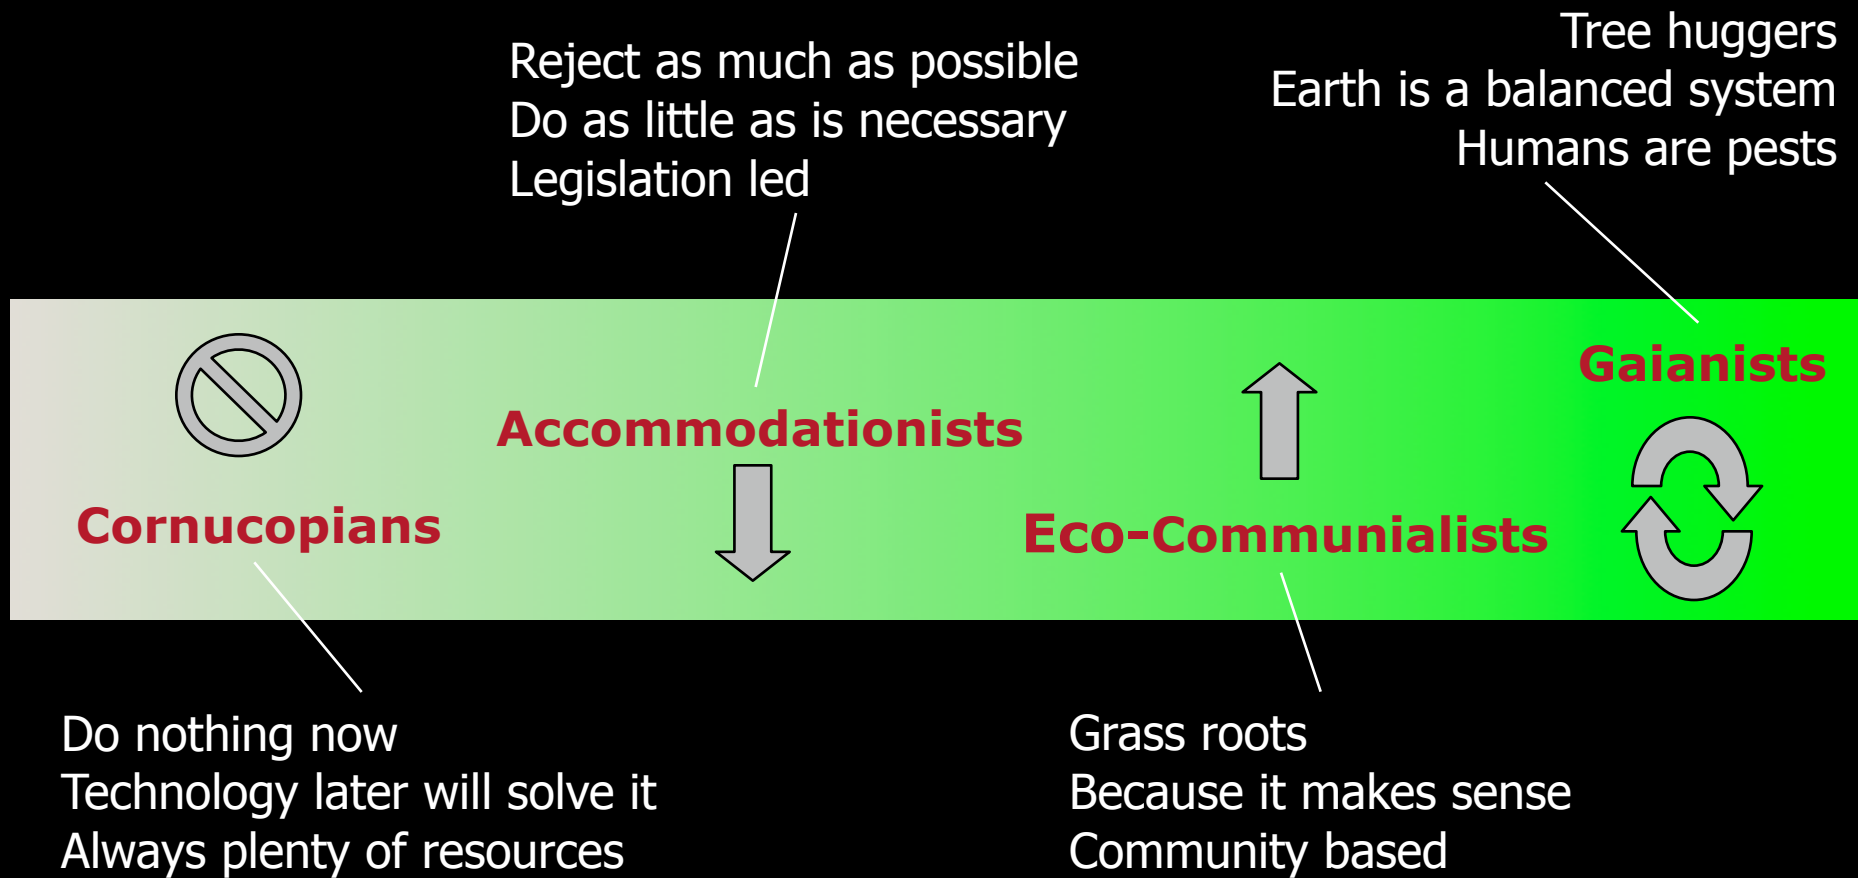 Tree huggers
Earth is a balanced system
Humans are pests
Reject as much as possible
Do as little as is necessary
Legislation led
Gaianists
Accommodationists
Cornucopians
Eco-Communialists
Do nothing now
Technology later will solve it
Always plenty of resources
Grass roots
Because it makes sense
Community based